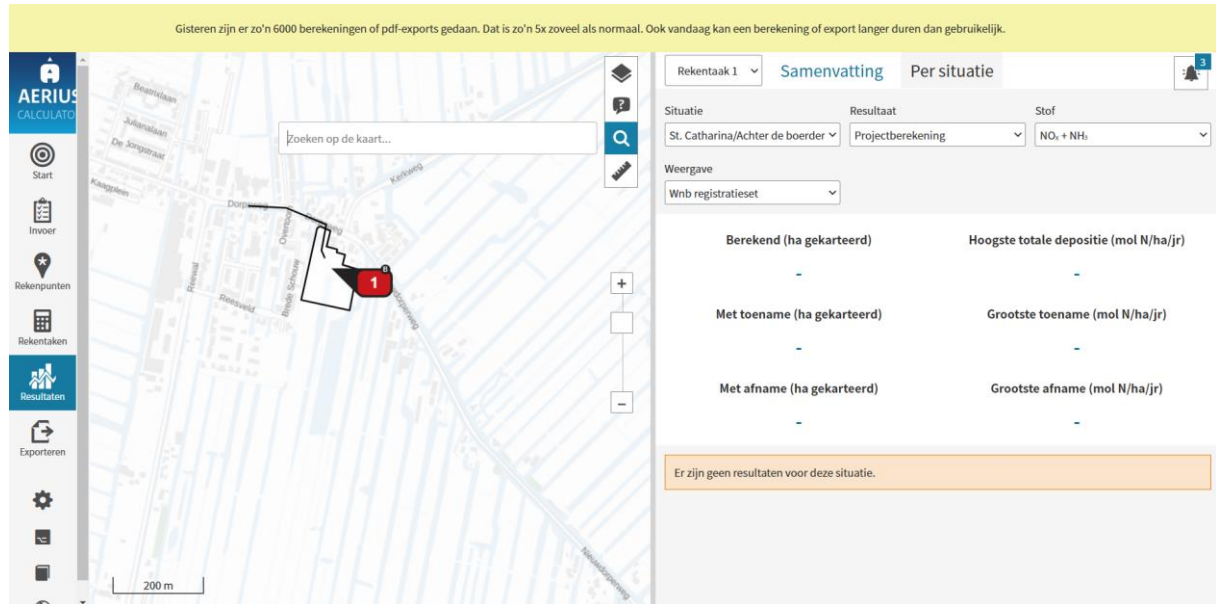 Gisteren zijn er zo'n 6000 berekeningen of pdf-exports gedaan. Dat is zo'n 5x zoveel als normaal. Ook vandaag kan een berekening of export langer duren dan gebruikelijk.
AERIUS
CALCULATO
Start
Invoer
Rekenpunten
Rekentaken
Resultaten
Exporteren
Beatrixlaan
Julianalaan
De Jongstraat
Kaagplein
Dorpsweg
Kerkweg
Overtoom
Dorpsweg
Reewal
Reesveld
Brede Schouw
Nieuwdorperweg
1
B
Zoeken op de kaart...
+
−
200 m
Rekentaak 1
Samenvatting
Per situatie
3
Situatie Resultaat Stof
St. Catharina/Achter de boerder Projectberekening NOₓ + NH₃
Weergave
Wnb registratieset
Berekend (ha gekarteerd) Hoogste totale depositie (mol N/ha/jr)
- -
Met toename (ha gekarteerd) Grootste toename (mol N/ha/jr)
- -
Met afname (ha gekarteerd) Grootste afname (mol N/ha/jr)
- -
Er zijn geen resultaten voor deze situatie.